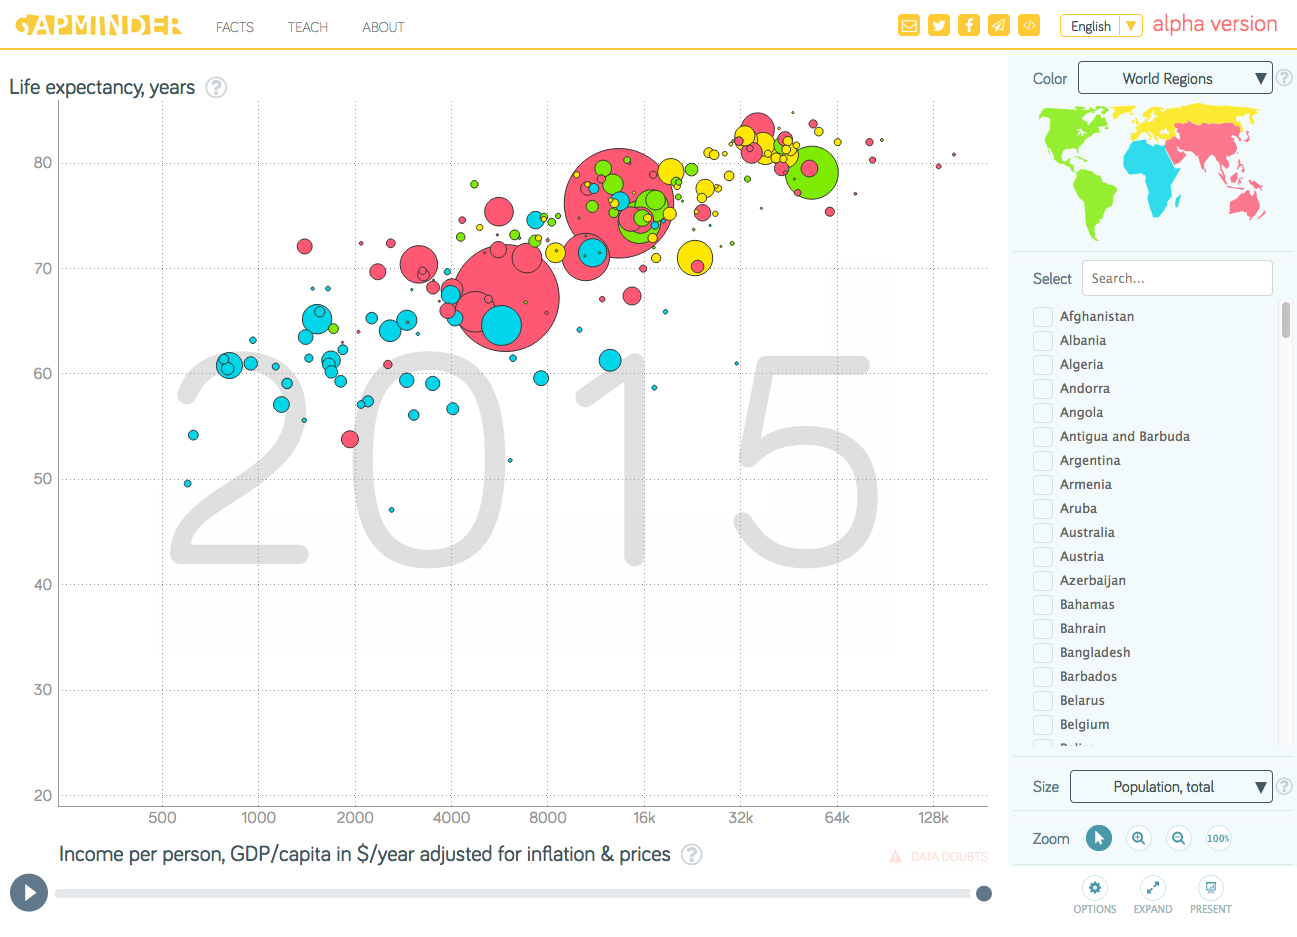 GAPMINDER FACTS TEACH ABOUT English alpha version
Life expectancy, years ?
Color World Regions ?
2015
80
70
60
50
40
30
20
500 1000 2000 4000 8000 16k 32k 64k 128k
Income per person, GDP/capita in $/year adjusted for inflation & prices ?
DATA DOUBTS
Select Search...
Afghanistan
Albania
Algeria
Andorra
Angola
Antigua and Barbuda
Argentina
Armenia
Aruba
Australia
Austria
Azerbaijan
Bahamas
Bahrain
Bangladesh
Barbados
Belarus
Belgium
Size Population, total ?
Zoom 100%
OPTIONS EXPAND PRESENT